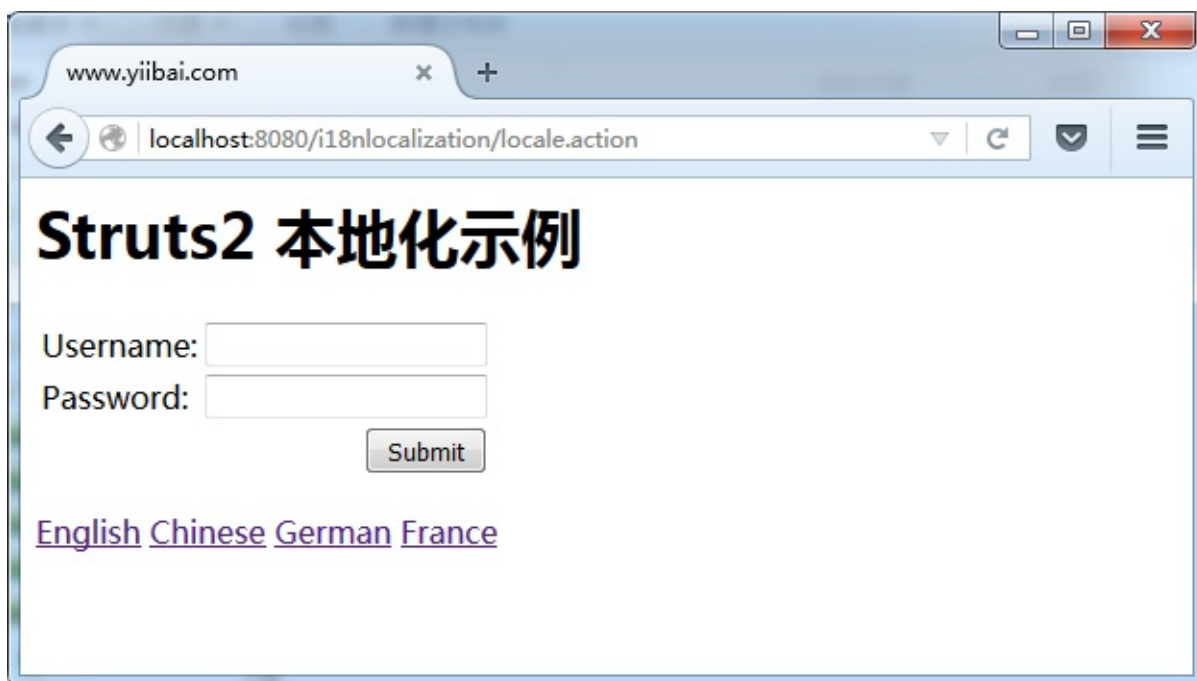 www.yiibai.com
localhost:8080/i18nlocalization/locale.action
Struts2 本地化示例
Username:
Password:
Submit
English Chinese German France